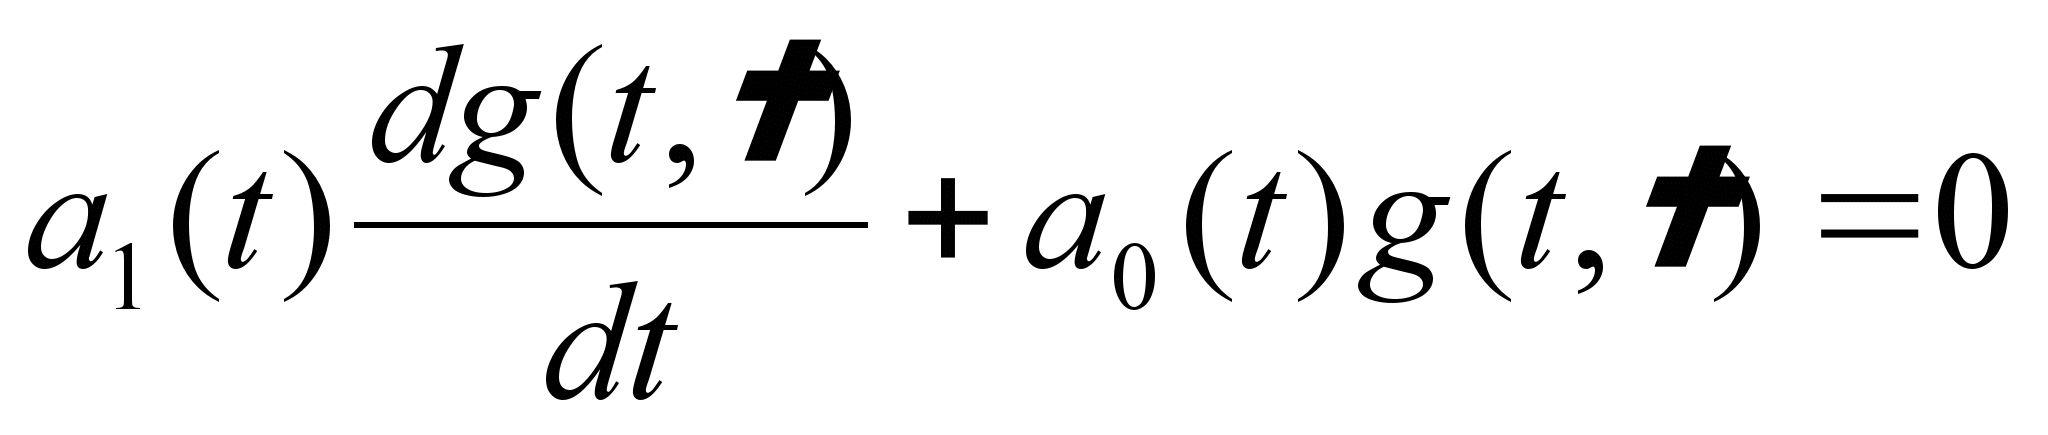 a₁(t) dg(t, ✝)/dt + a₀(t)g(t, ✝) = 0